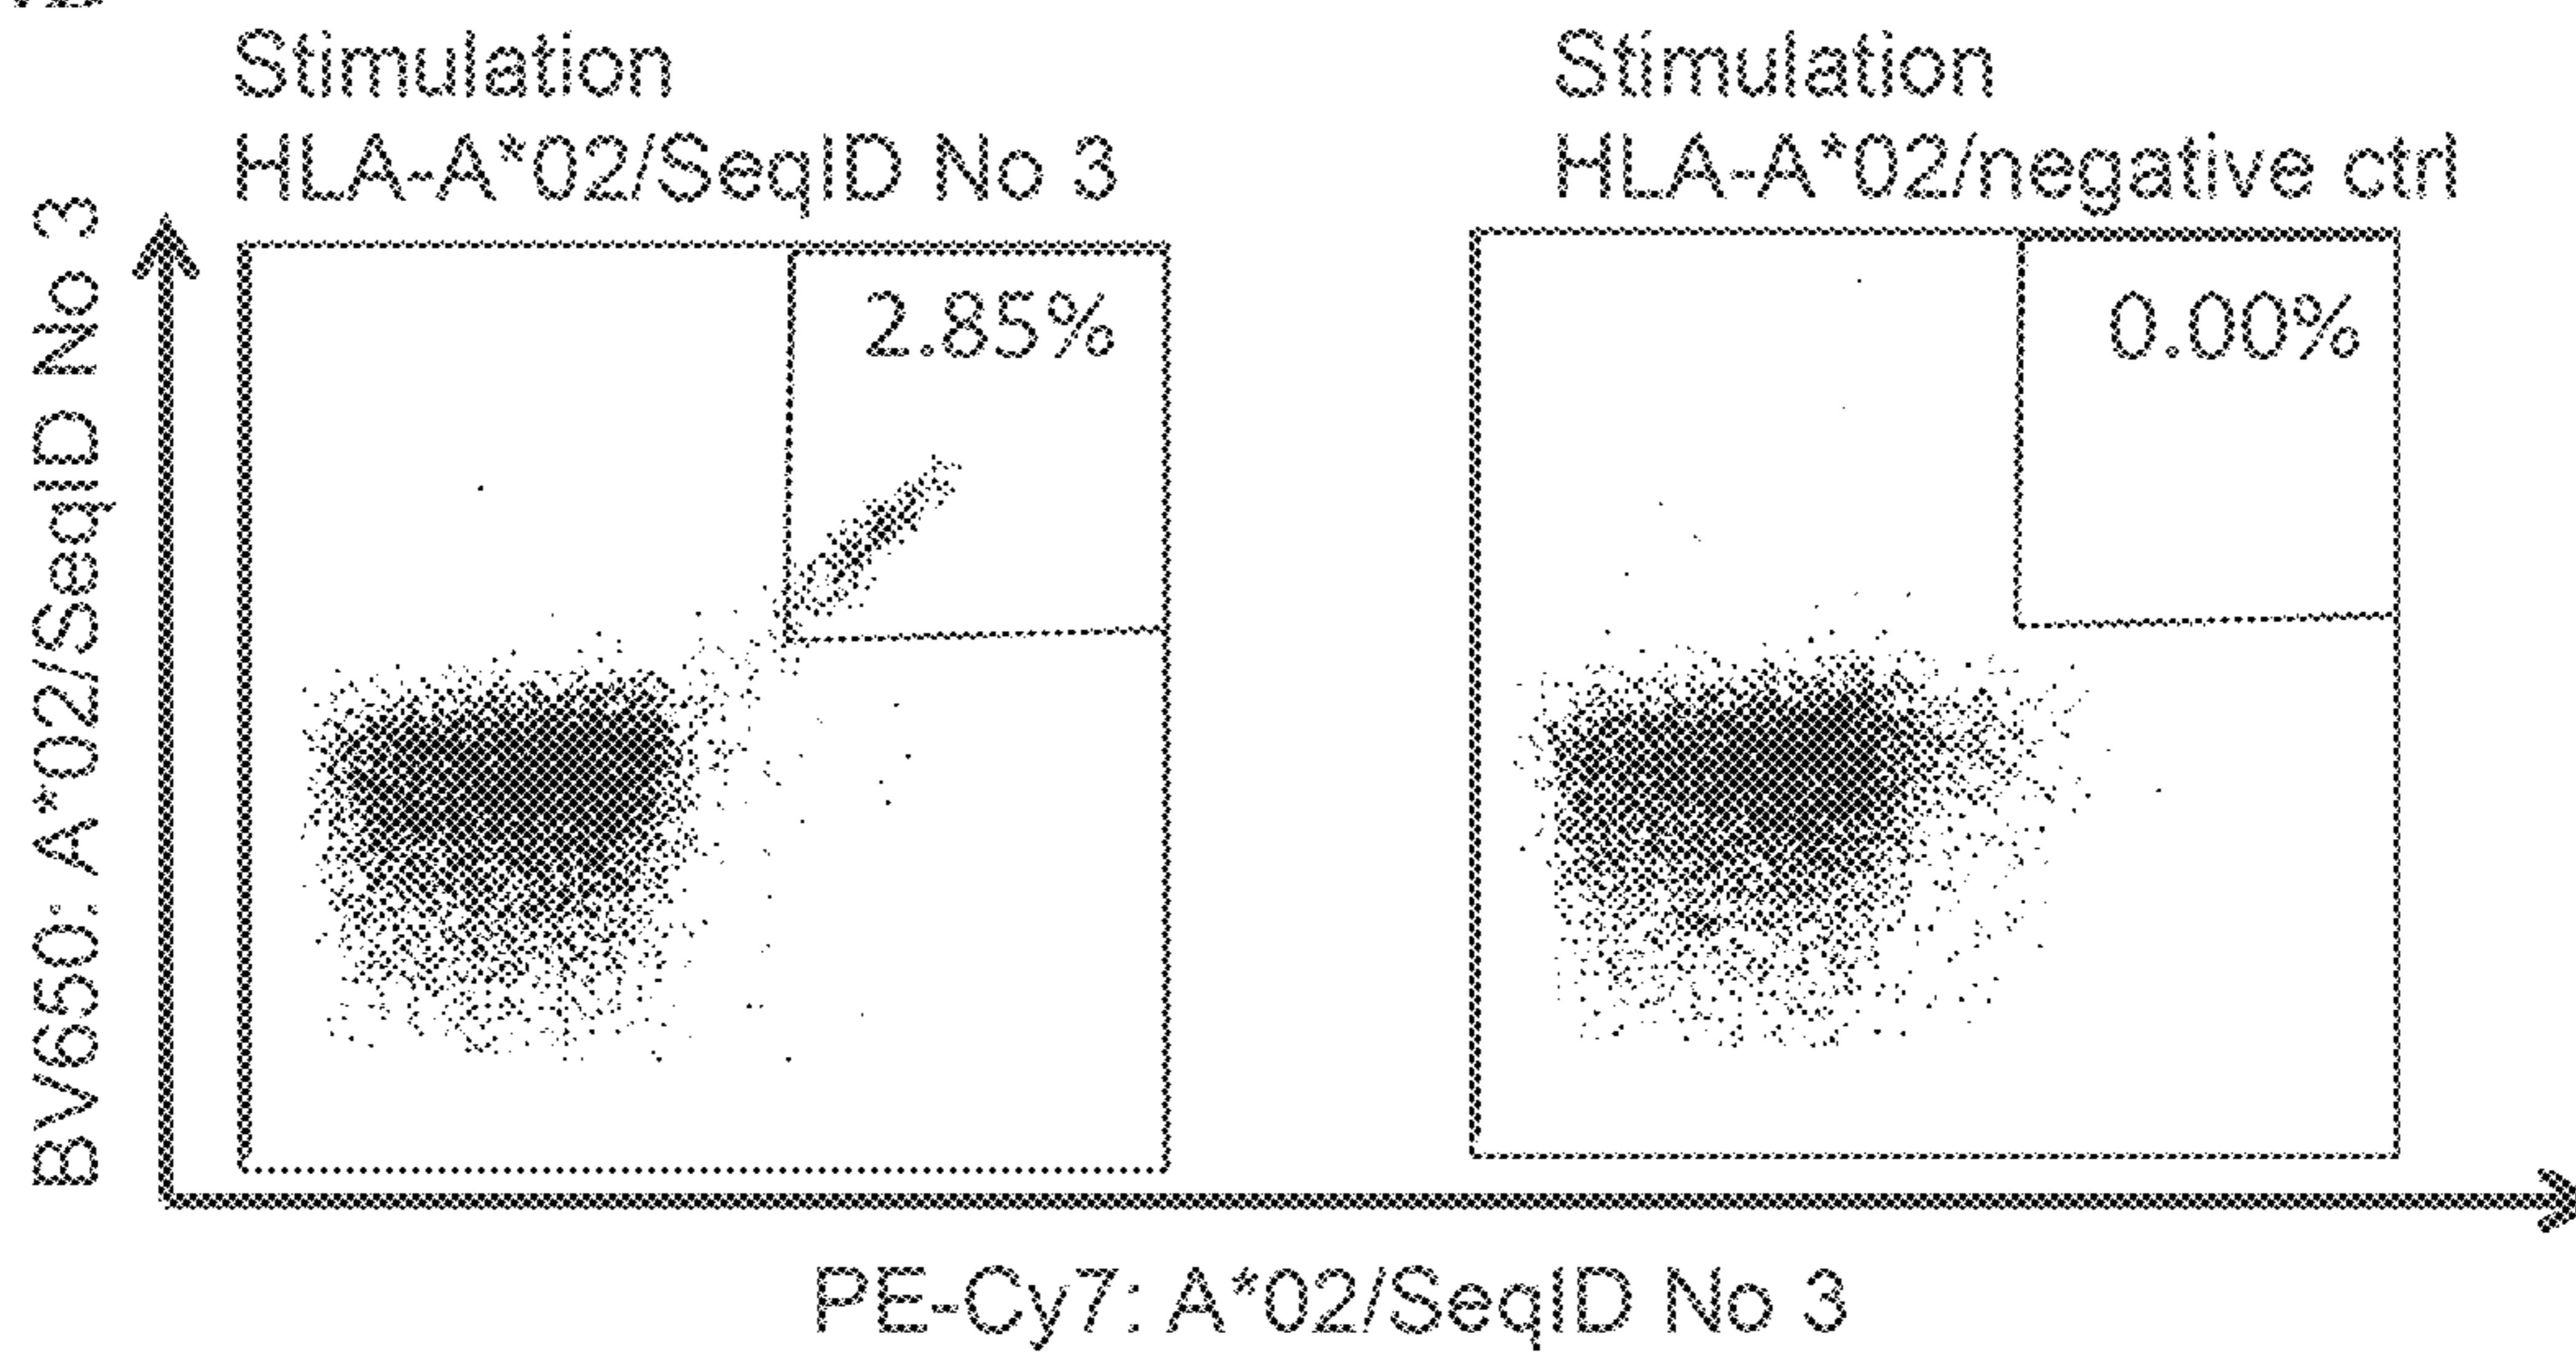 Stimulation
HLA-A*02/SeqID No 3
Stimulation
HLA-A*02/negative ctrl
BV650: A*02/SeqID No 3
2.85%
0.00%
PE-Cy7: A*02/SeqID No 3